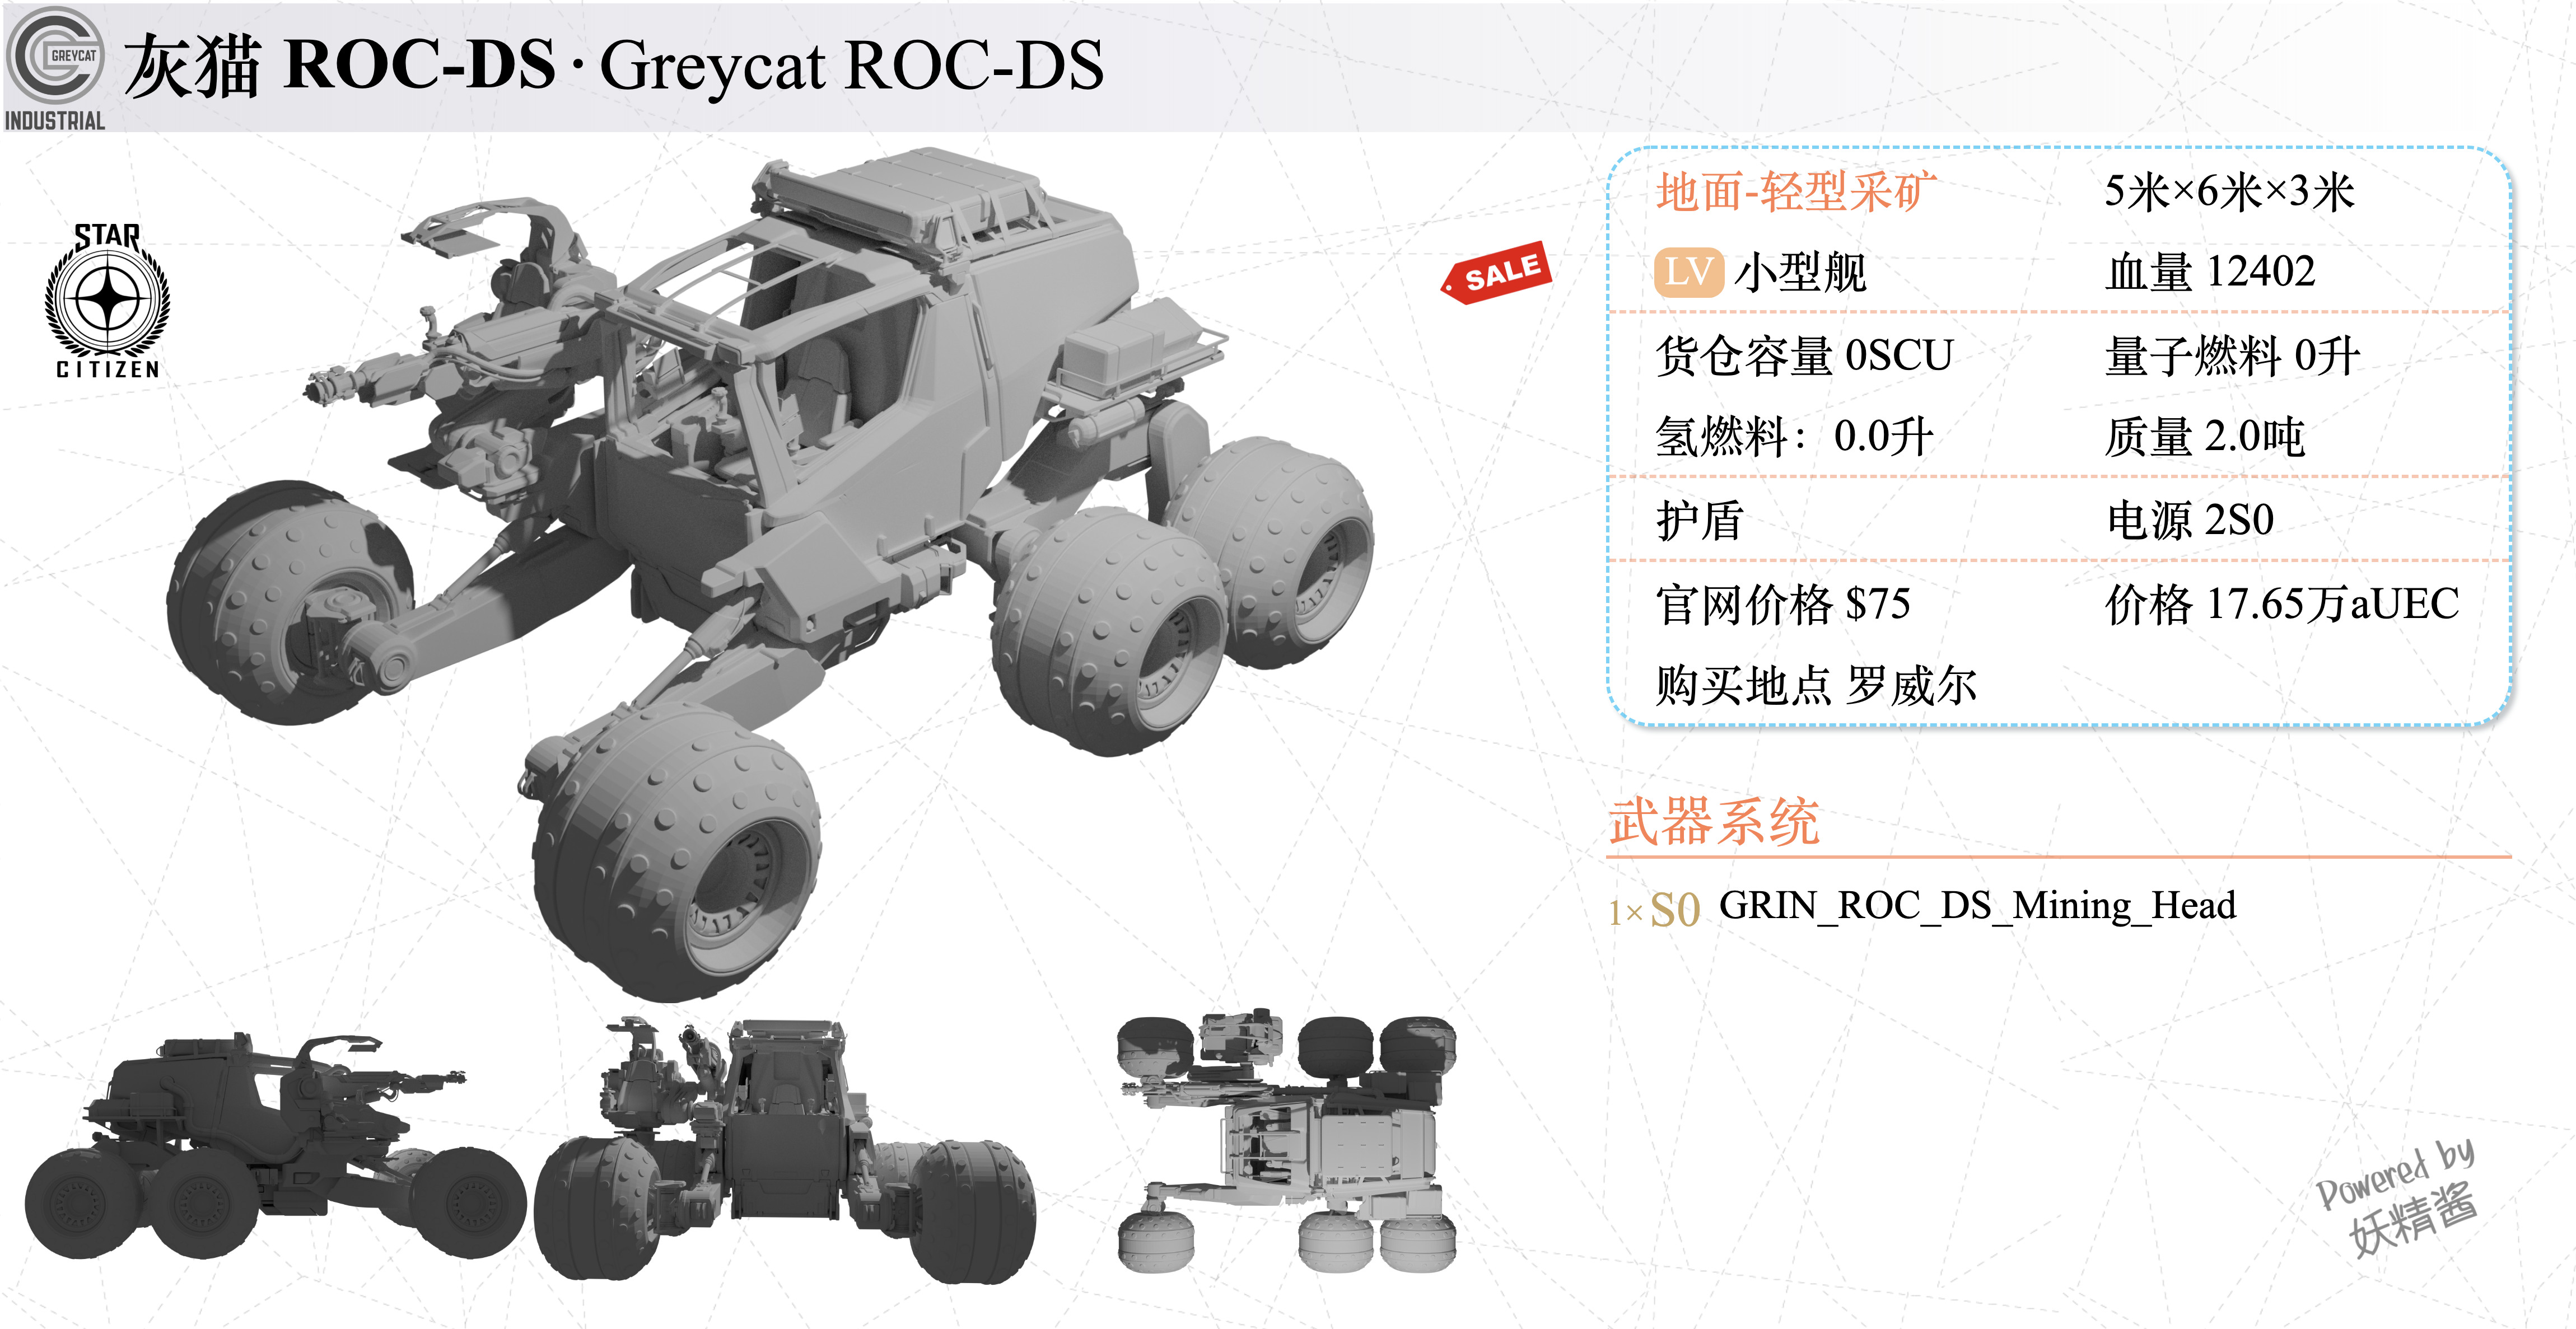 GREYCAT
INDUSTRIAL
灰猫 ROC-DS · Greycat ROC-DS
STAR
CITIZEN
SALE
地面-轻型采矿 5米×6米×3米
LV 小型舰 血量 12402
货仓容量 0SCU 量子燃料 0升
氢燃料：0.0升 质量 2.0吨
护盾 电源 2S0
官网价格 $75 价格 17.65万aUEC
购买地点 罗威尔
武器系统
1× S0 GRIN_ROC_DS_Mining_Head
Powered by
妖精酱